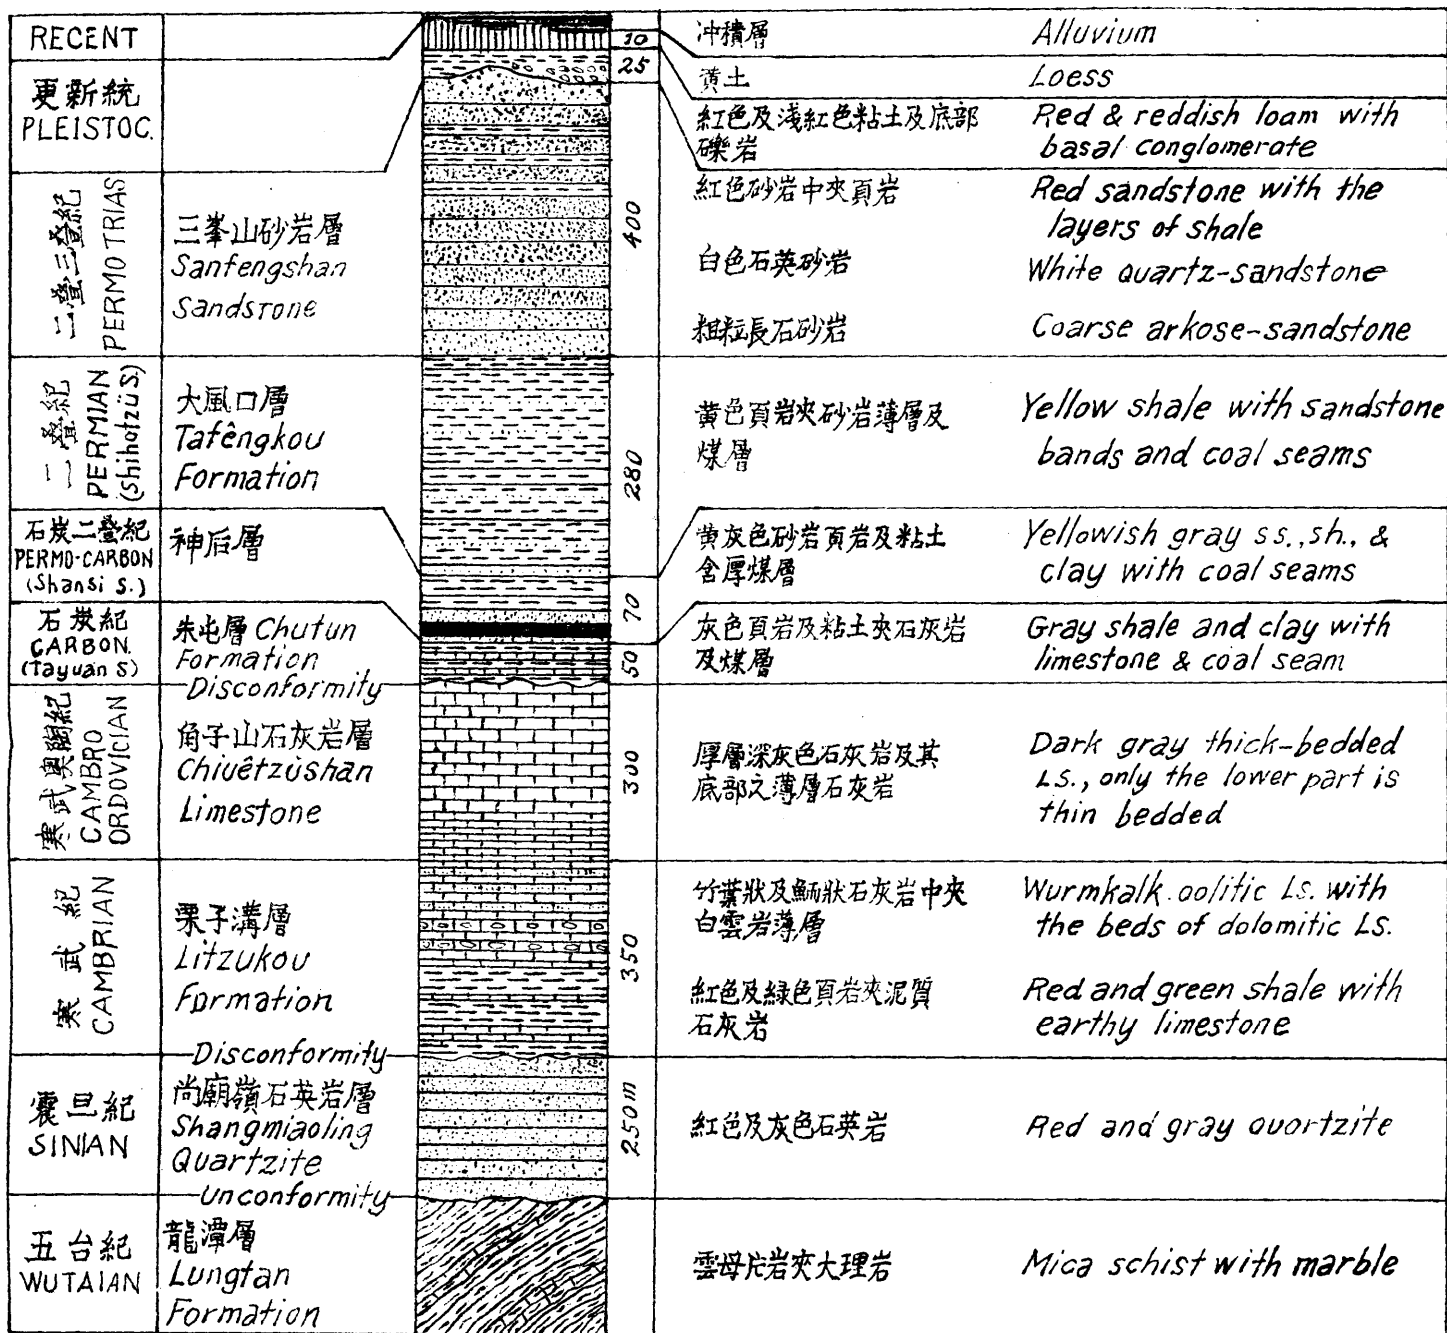 RECENT
10
冲積層
Alluvium
更新統
PLEISTOC.
25
黄土
Loess
紅色及淺紅色粘土及底部
礫岩
Red & reddish loam with
basal conglomerate
二疊三疊紀
PERMOTRIAS
三峯山砂岩層
Sanfengshan
Sandstone
400
紅色砂岩中夾頁岩
Red sandstone with the
layers of shale
白色石英砂岩
White quartz-sandstone
粗粒長石砂岩
Coarse arkose-sandstone
二疊紀
PERMIAN
(Shihotzü S)
大風口層
Tafêngkou
Formation
280
黄色頁岩夾砂岩薄層及
煤層
Yellow shale with sandstone
bands and coal seams
石炭二疊紀
PERMO-CARBON
(Shansi S.)
神后層
70
黄灰色砂岩頁岩及粘土
含厚煤層
Yellowish gray ss., sh., &
clay with coal seams
石炭紀
CARBON.
(Tayuan S)
朱屯層 Chutun
Formation
Disconformity
50
灰色頁岩及粘土夾石灰岩
及煤層
Gray shale and clay with
limestone & coal seam
寒武奥陶紀
CAMBRO
ORDOVICIAN
角子山石灰岩層
Chiuêtzùshan
Limestone
300
厚層深灰色石灰岩及其
底部之薄層石灰岩
Dark gray thick-bedded
Ls., only the lower part is
thin bedded
寒武紀
CAMBRIAN
栗子溝層
Litzukou
Formation
Disconformity
350
竹葉狀及鮞狀石灰岩中夾
白雲岩薄層
Wurmkalk. oolitic Ls. with
the beds of dolomitic Ls.
紅色及綠色頁岩夾泥質
石灰岩
Red and green shale with
earthy limestone
震旦紀
SINIAN
尚廟嶺石英岩層
Shangmiaoling
Quartzite
Unconformity
250m
紅色及灰色石英岩
Red and gray quortzite
五台紀
WUTAIAN
龍潭層
Lungtan
Formation
雲母片岩夾大理岩
Mica schist with marble